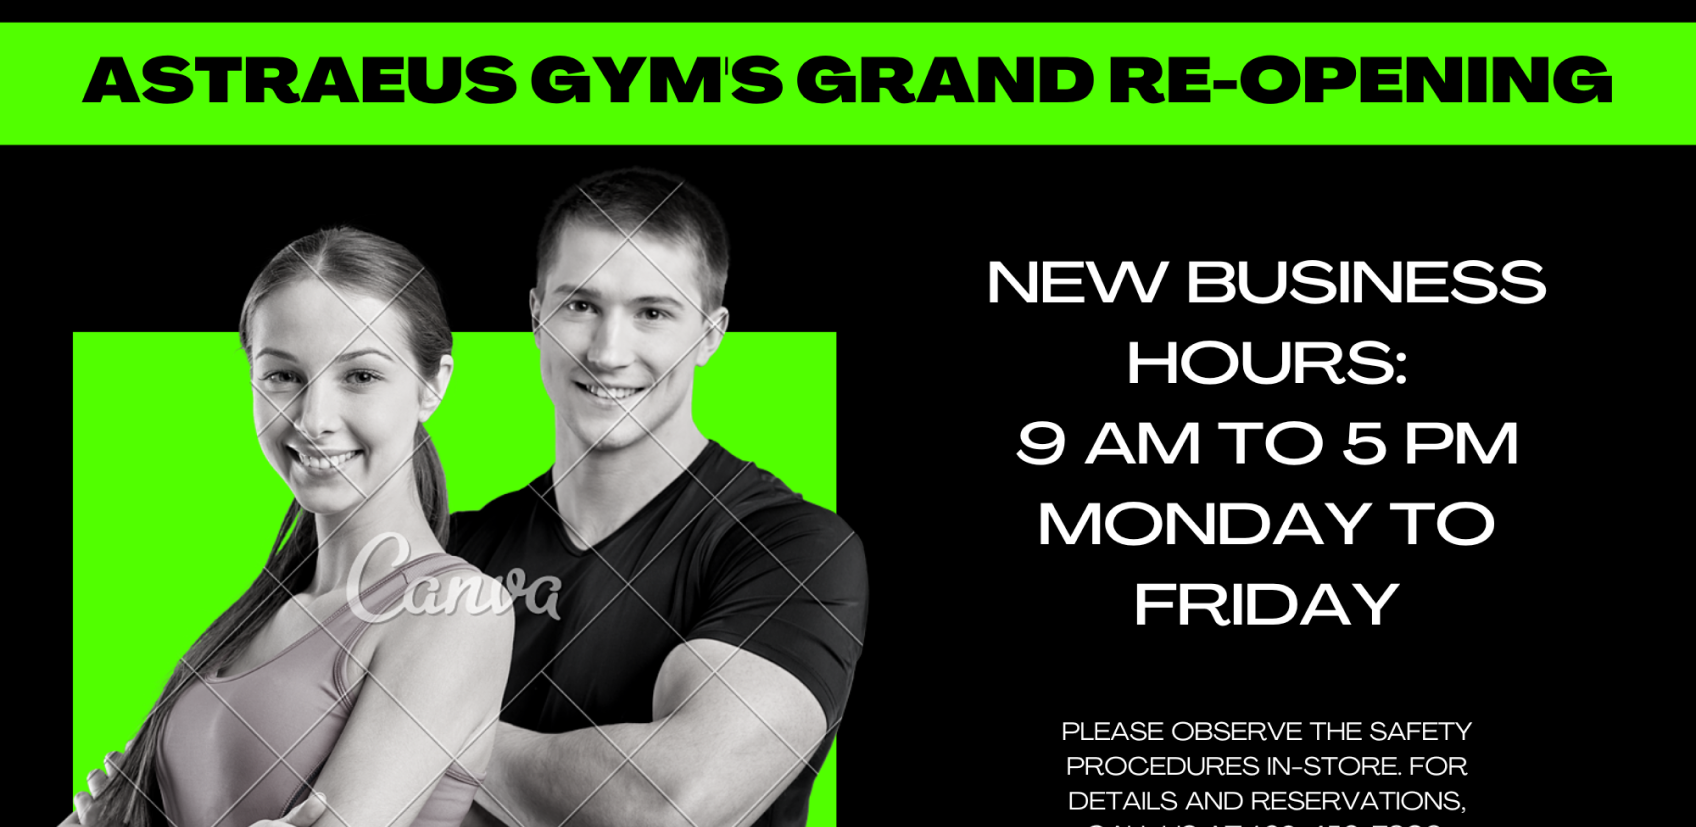 ASTRAEUS GYM'S GRAND RE-OPENING
NEW BUSINESS
HOURS:
9 AM TO 5 PM
MONDAY TO
FRIDAY
Canva
PLEASE OBSERVE THE SAFETY
PROCEDURES IN-STORE. FOR
DETAILS AND RESERVATIONS,